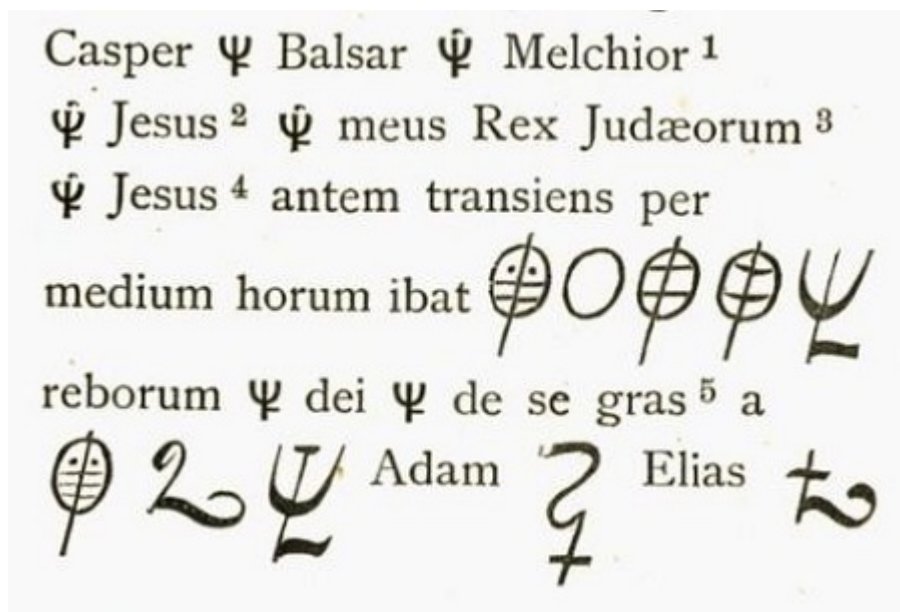 Casper Ψ Balsar Ψ Melchior ¹
Ψ Jesus ² Ψ meus Rex Judæorum ³
Ψ Jesus ⁴ antem transiens per
medium horum ibat
reborum Ψ dei Ψ de se gras ⁵ a
Adam Elias